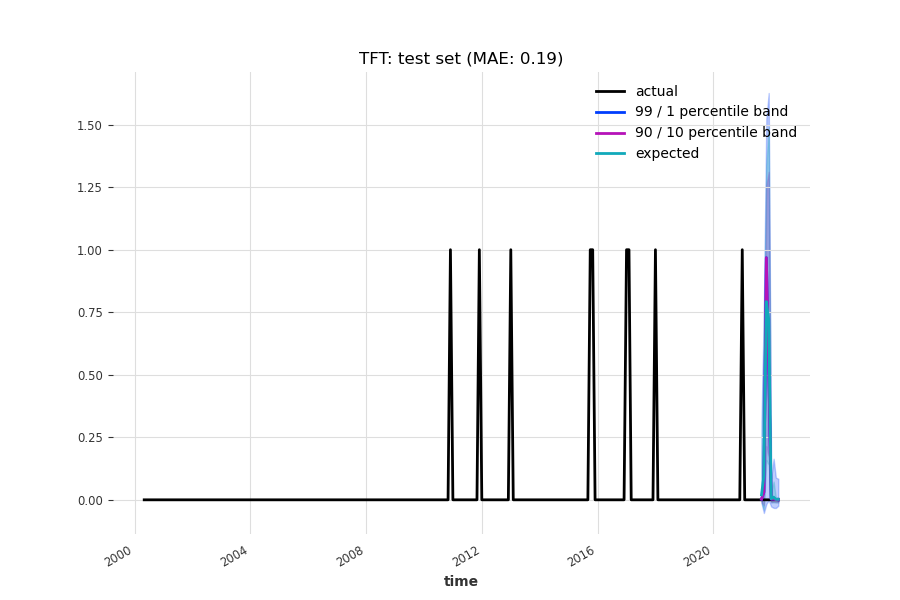 TFT: test set (MAE: 0.19)
actual
99 / 1 percentile band
90 / 10 percentile band
expected
1.50
1.25
1.00
0.75
0.50
0.25
0.00
2000
2004
2008
2012
2016
2020
time